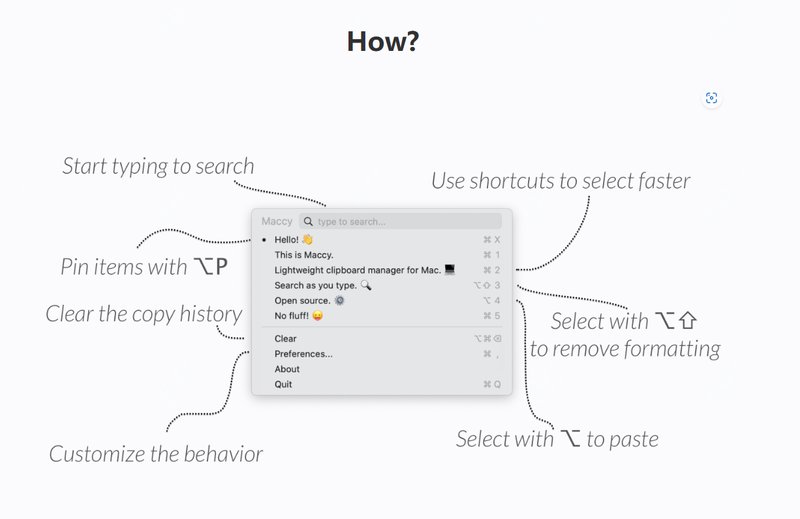 How?
Start typing to search
Use shortcuts to select faster
Maccy type to search...
Hello! 👋 ⌘ X
This is Maccy. ⌘ 1
Pin items with ⌥P
Lightweight clipboard manager for Mac. 💻 ⌘ 2
Search as you type. 🔍 ⌥⇧ 3
Open source. ⚙️ ⌥ 4
Clear the copy history
No fluff! 😛 ⌘ 5
Select with ⌥⇧
to remove formatting
Clear ⌥⌘⌫
Preferences... ⌘ ,
About
Quit ⌘ Q
Customize the behavior
Select with ⌥ to paste